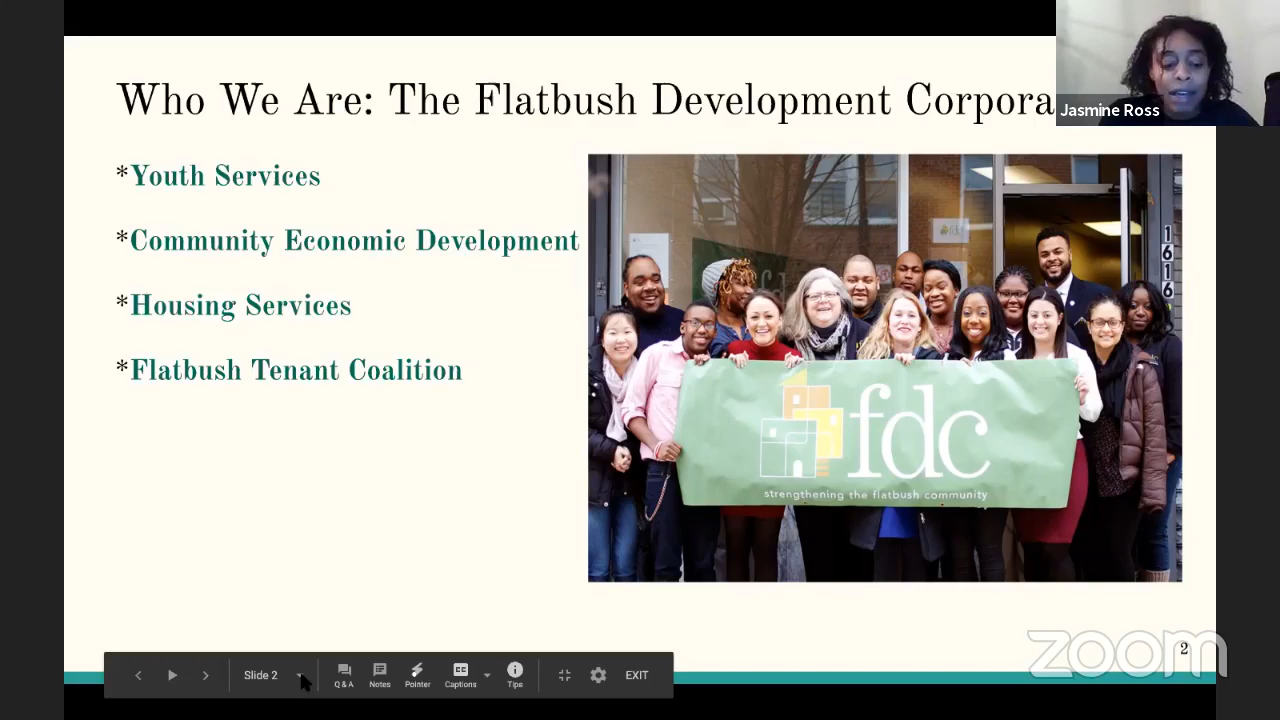 Who We Are: The Flatbush Development Corpora
Jasmine Ross
*Youth Services
*Community Economic Development
*Housing Services
*Flatbush Tenant Coalition
1616
fdc
strengthening the flatbush community
2
zoom
Slide 2
Q & A
Notes
Pointer
Captions
Tips
EXIT